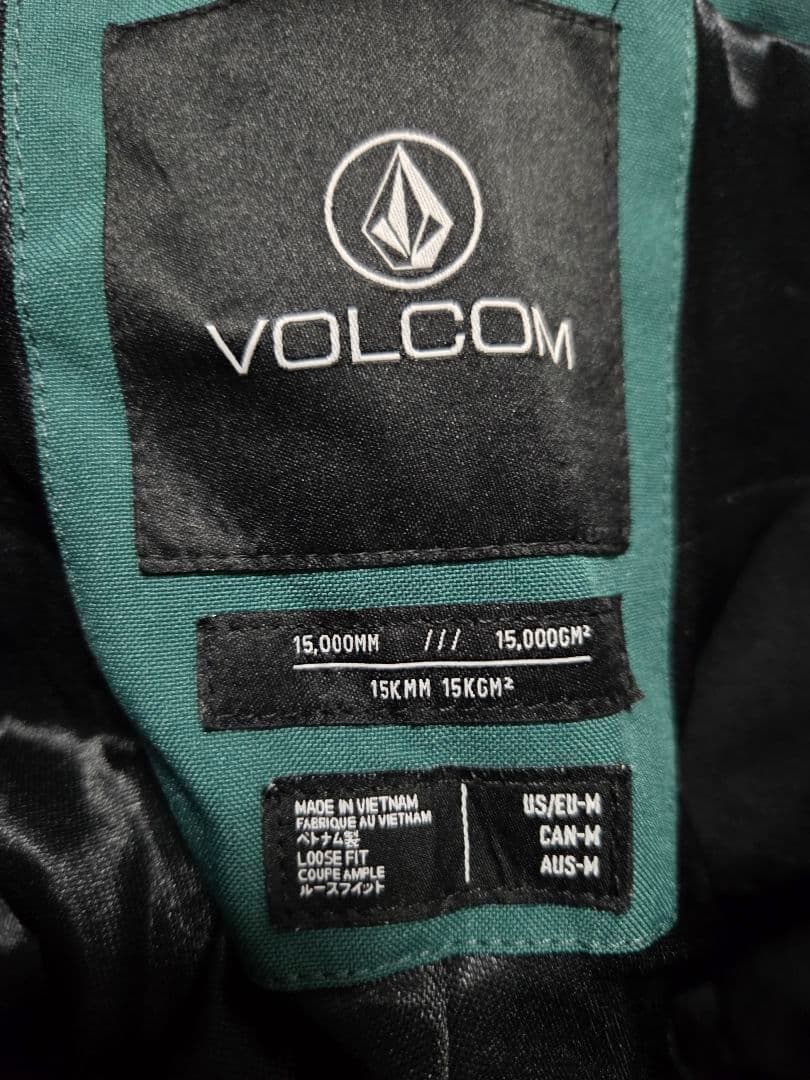 VOLCOM
15,000MM /// 15,000GM²
15KMM 15KGM²
MADE IN VIETNAM
FABRIQUE AU VIETNAM
ベトナム製
LOOSE FIT
COUPE AMPLE
ルースフィット
US/EU-M
CAN-M
AUS-M